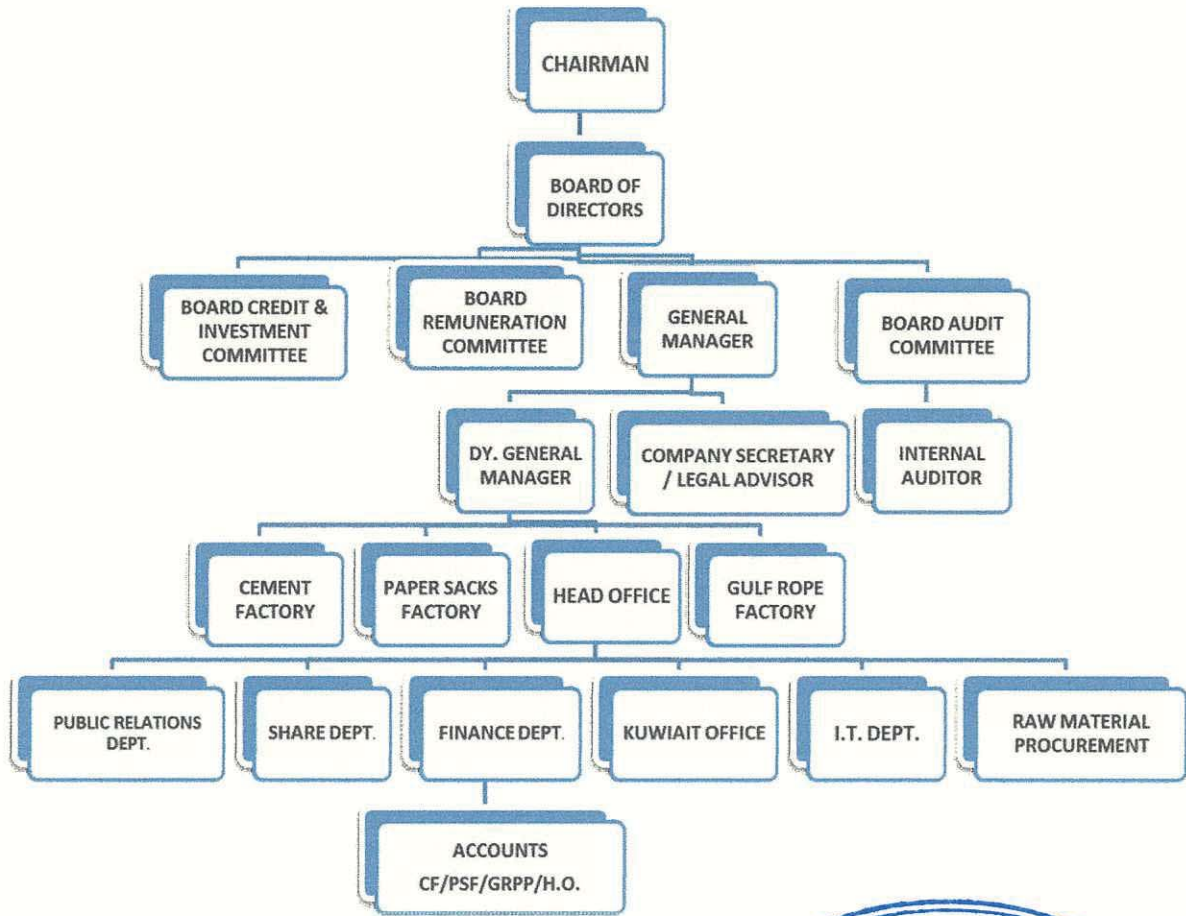 CHAIRMAN
BOARD OF
DIRECTORS
BOARD CREDIT &
INVESTMENT
COMMITTEE
BOARD
REMUNERATION
COMMITTEE
GENERAL
MANAGER
BOARD AUDIT
COMMITTEE
DY. GENERAL
MANAGER
COMPANY SECRETARY
/ LEGAL ADVISOR
INTERNAL
AUDITOR
CEMENT
FACTORY
PAPER SACKS
FACTORY
HEAD OFFICE
GULF ROPE
FACTORY
PUBLIC RELATIONS
DEPT.
SHARE DEPT.
FINANCE DEPT.
KUWIAIT OFFICE
I.T. DEPT.
RAW MATERIAL
PROCUREMENT
ACCOUNTS
CF/PSF/GRPP/H.O.